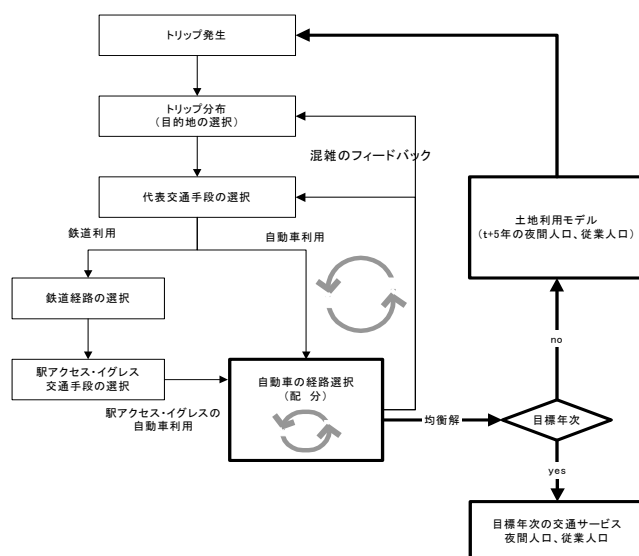 トリップ発生
トリップ分布
(目的地の選択)
混雑のフィードバック
代表交通手段の選択
鉄道利用
自動車利用
土地利用モデル
(t+5年の夜間人口、従業人口)
鉄道経路の選択
no
駅アクセス・イグレス
交通手段の選択
自動車の経路選択
(配 分)
駅アクセス・イグレスの
自動車利用
均衡解
目標年次
yes
目標年次の交通サービス
夜間人口、従業人口